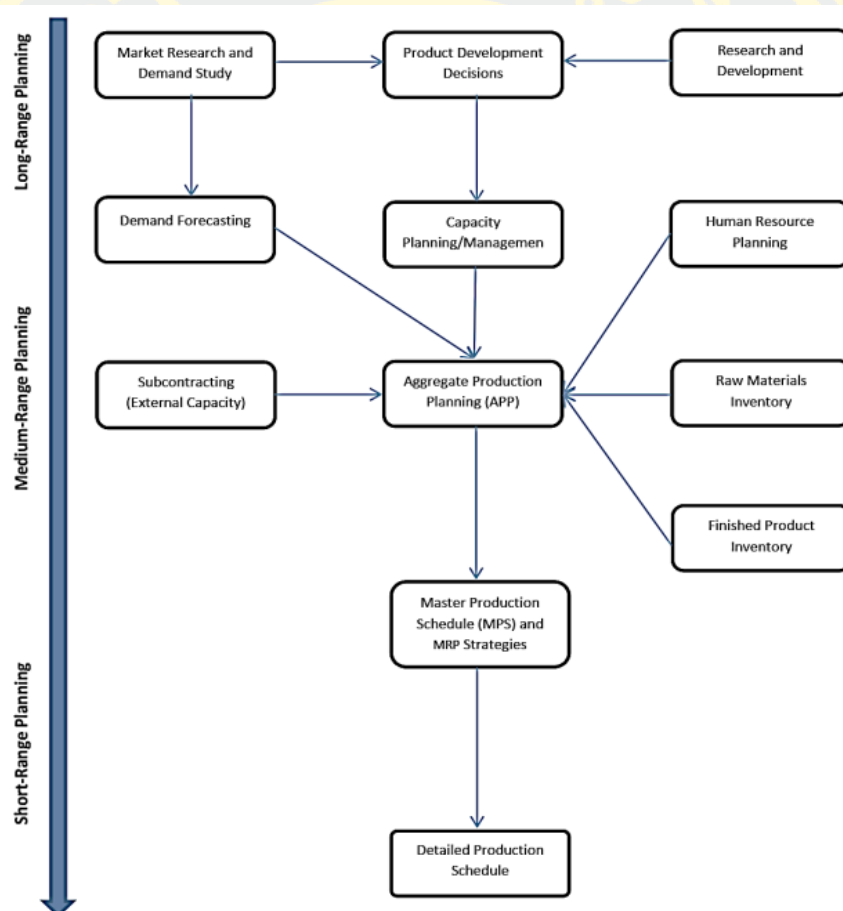 Long-Range Planning
Market Research and
Demand Study
Product Development
Decisions
Research and
Development
Demand Forecasting
Capacity
Planning/Managemen
Human Resource
Planning
Medium-Range Planning
Subcontracting
(External Capacity)
Aggregate Production
Planning (APP)
Raw Materials
Inventory
Finished Product
Inventory
Master Production
Schedule (MPS) and
MRP Strategies
Short-Range Planning
Detailed Production
Schedule